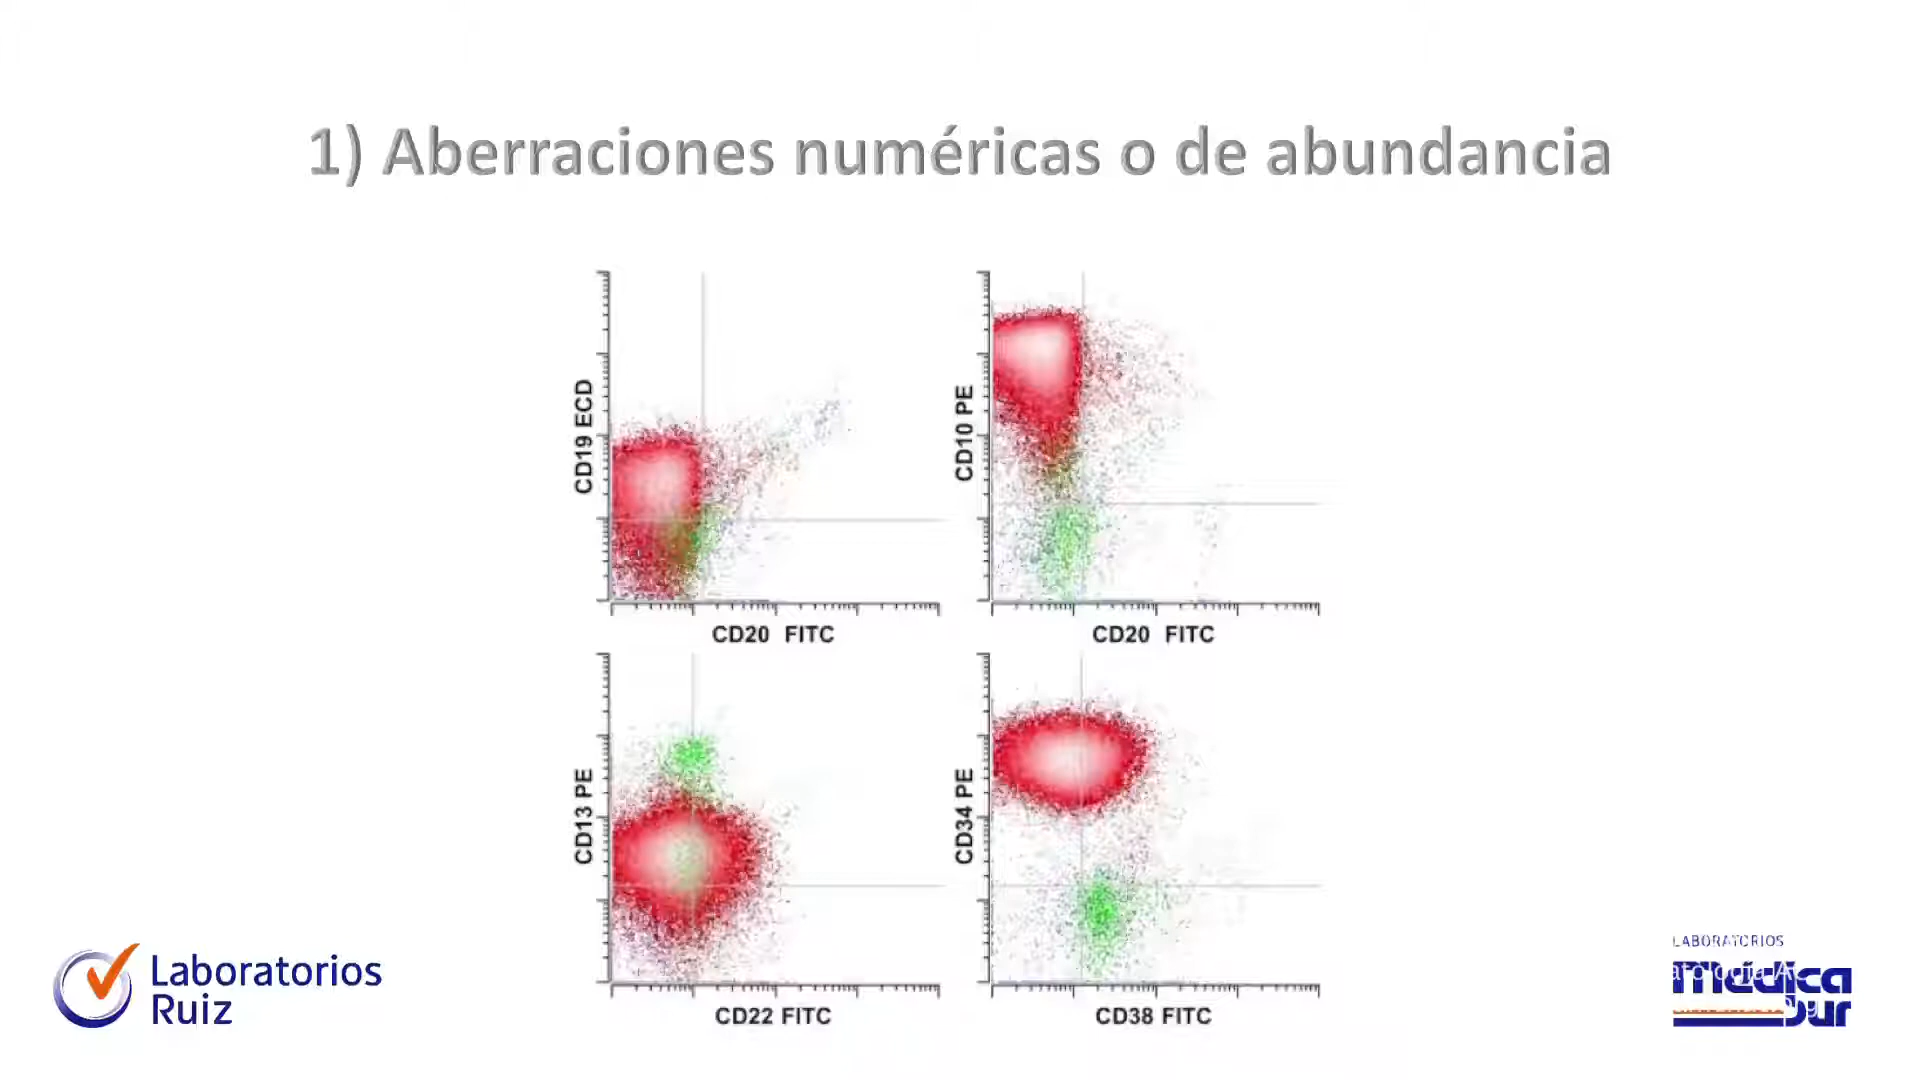 1) Aberraciones numéricas o de abundancia
CD19 ECD
CD20 FITC
CD10 PE
CD20 FITC
CD13 PE
CD22 FITC
CD34 PE
CD38 FITC
Laboratorios
Ruiz
LABORATORIOS
médica
sur